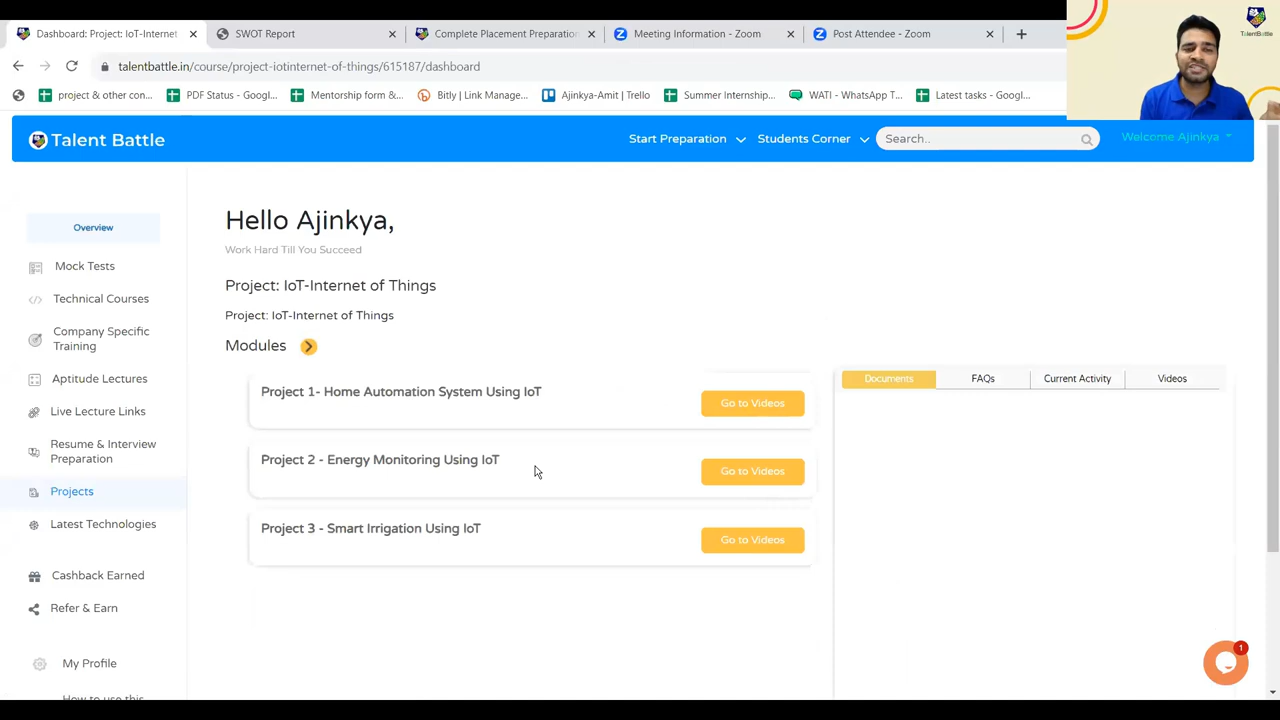 Dashboard: Project: IoT-Internet
SWOT Report
Complete Placement Preparation
Meeting Information - Zoom
Post Attendee - Zoom
talentbattle.in/course/project-iotinternet-of-things/615187/dashboard
project & other con...
PDF Status - Googl...
Mentorship form &...
Bitly | Link Manage...
Ajinkya-Amit | Trello
Summer Internship...
WATI - WhatsApp T...
Latest tasks - Googl...
TalentBattle
Talent Battle
Start Preparation
Students Corner
Search..
Welcome Ajinkya
Overview
Mock Tests
Technical Courses
Company Specific
Training
Aptitude Lectures
Live Lecture Links
Resume & Interview
Preparation
Projects
Latest Technologies
Cashback Earned
Refer & Earn
My Profile
How to use this
Hello Ajinkya,
Work Hard Till You Succeed
Project: IoT-Internet of Things
Project: IoT-Internet of Things
Modules
Project 1- Home Automation System Using IoT
Go to Videos
Project 2 - Energy Monitoring Using IoT
Go to Videos
Project 3 - Smart Irrigation Using IoT
Go to Videos
Documents
FAQs
Current Activity
Videos
1